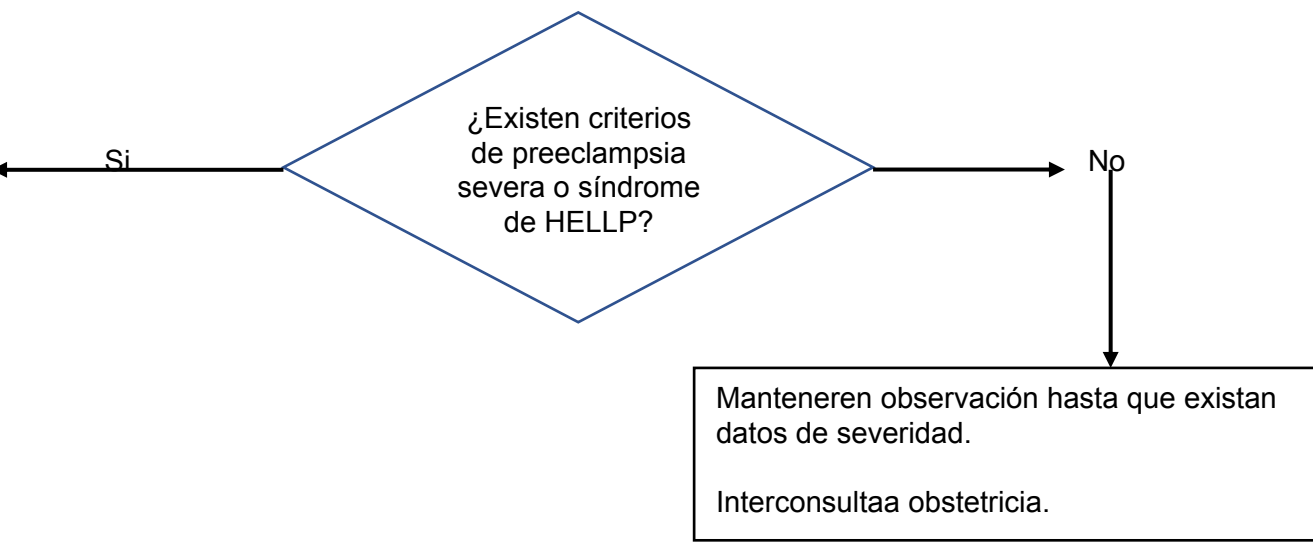 ¿Existen criterios
de preeclampsia
severa o síndrome
de HELLP?
Si
No
Manteneren observación hasta que existan
datos de severidad.
Interconsultaa obstetricia.